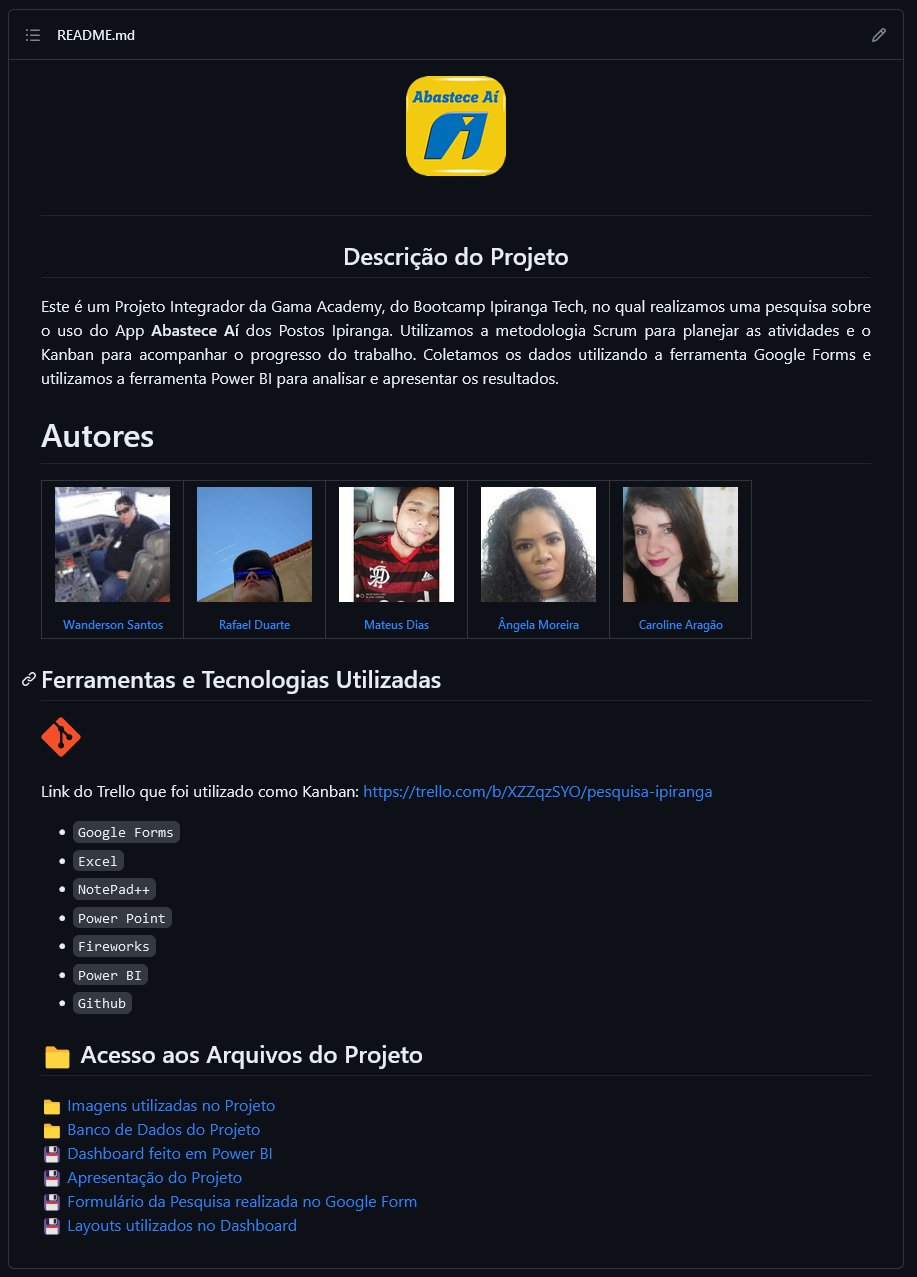 README.md
Abastece Aí
Descrição do Projeto
Este é um Projeto Integrador da Gama Academy, do Bootcamp Ipiranga Tech, no qual realizamos uma pesquisa sobre
o uso do App Abastece Aí dos Postos Ipiranga. Utilizamos a metodologia Scrum para planejar as atividades e o
Kanban para acompanhar o progresso do trabalho. Coletamos os dados utilizando a ferramenta Google Forms e
utilizamos a ferramenta Power BI para analisar e apresentar os resultados.
Autores
Wanderson Santos
Rafael Duarte
Mateus Dias
Ângela Moreira
Caroline Aragão
Ferramentas e Tecnologias Utilizadas
Link do Trello que foi utilizado como Kanban: https://trello.com/b/XZZqzSYO/pesquisa-ipiranga
Google Forms
Excel
NotePad++
Power Point
Fireworks
Power BI
Github
Acesso aos Arquivos do Projeto
Imagens utilizadas no Projeto
Banco de Dados do Projeto
Dashboard feito em Power BI
Apresentação do Projeto
Formulário da Pesquisa realizada no Google Form
Layouts utilizados no Dashboard